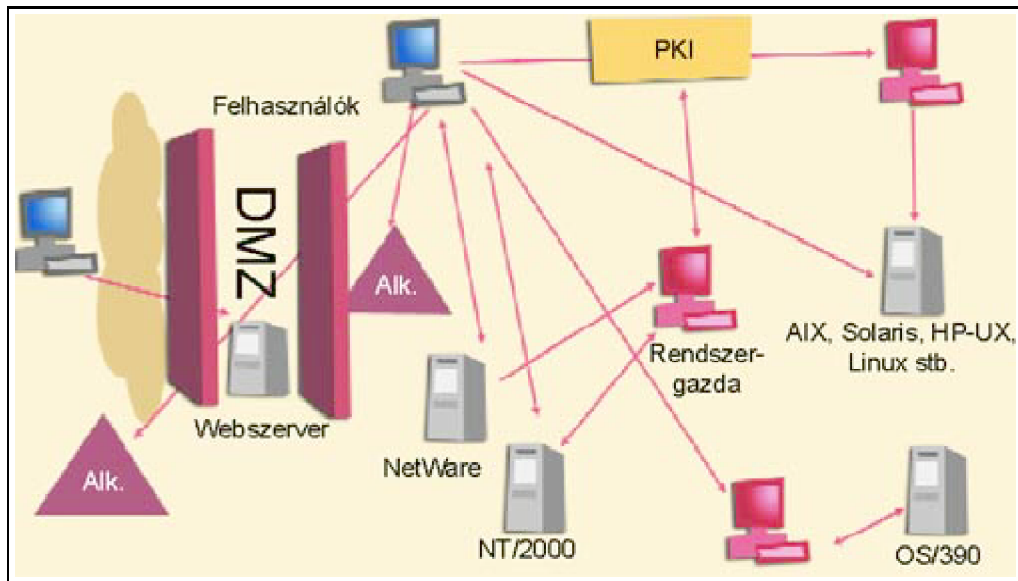 PKI
Felhasználók
DMZ
Alk.
AIX, Solaris, HP-UX,
Linux stb.
Rendszer-
gazda
Webszerver
NetWare
Alk.
NT/2000
OS/390